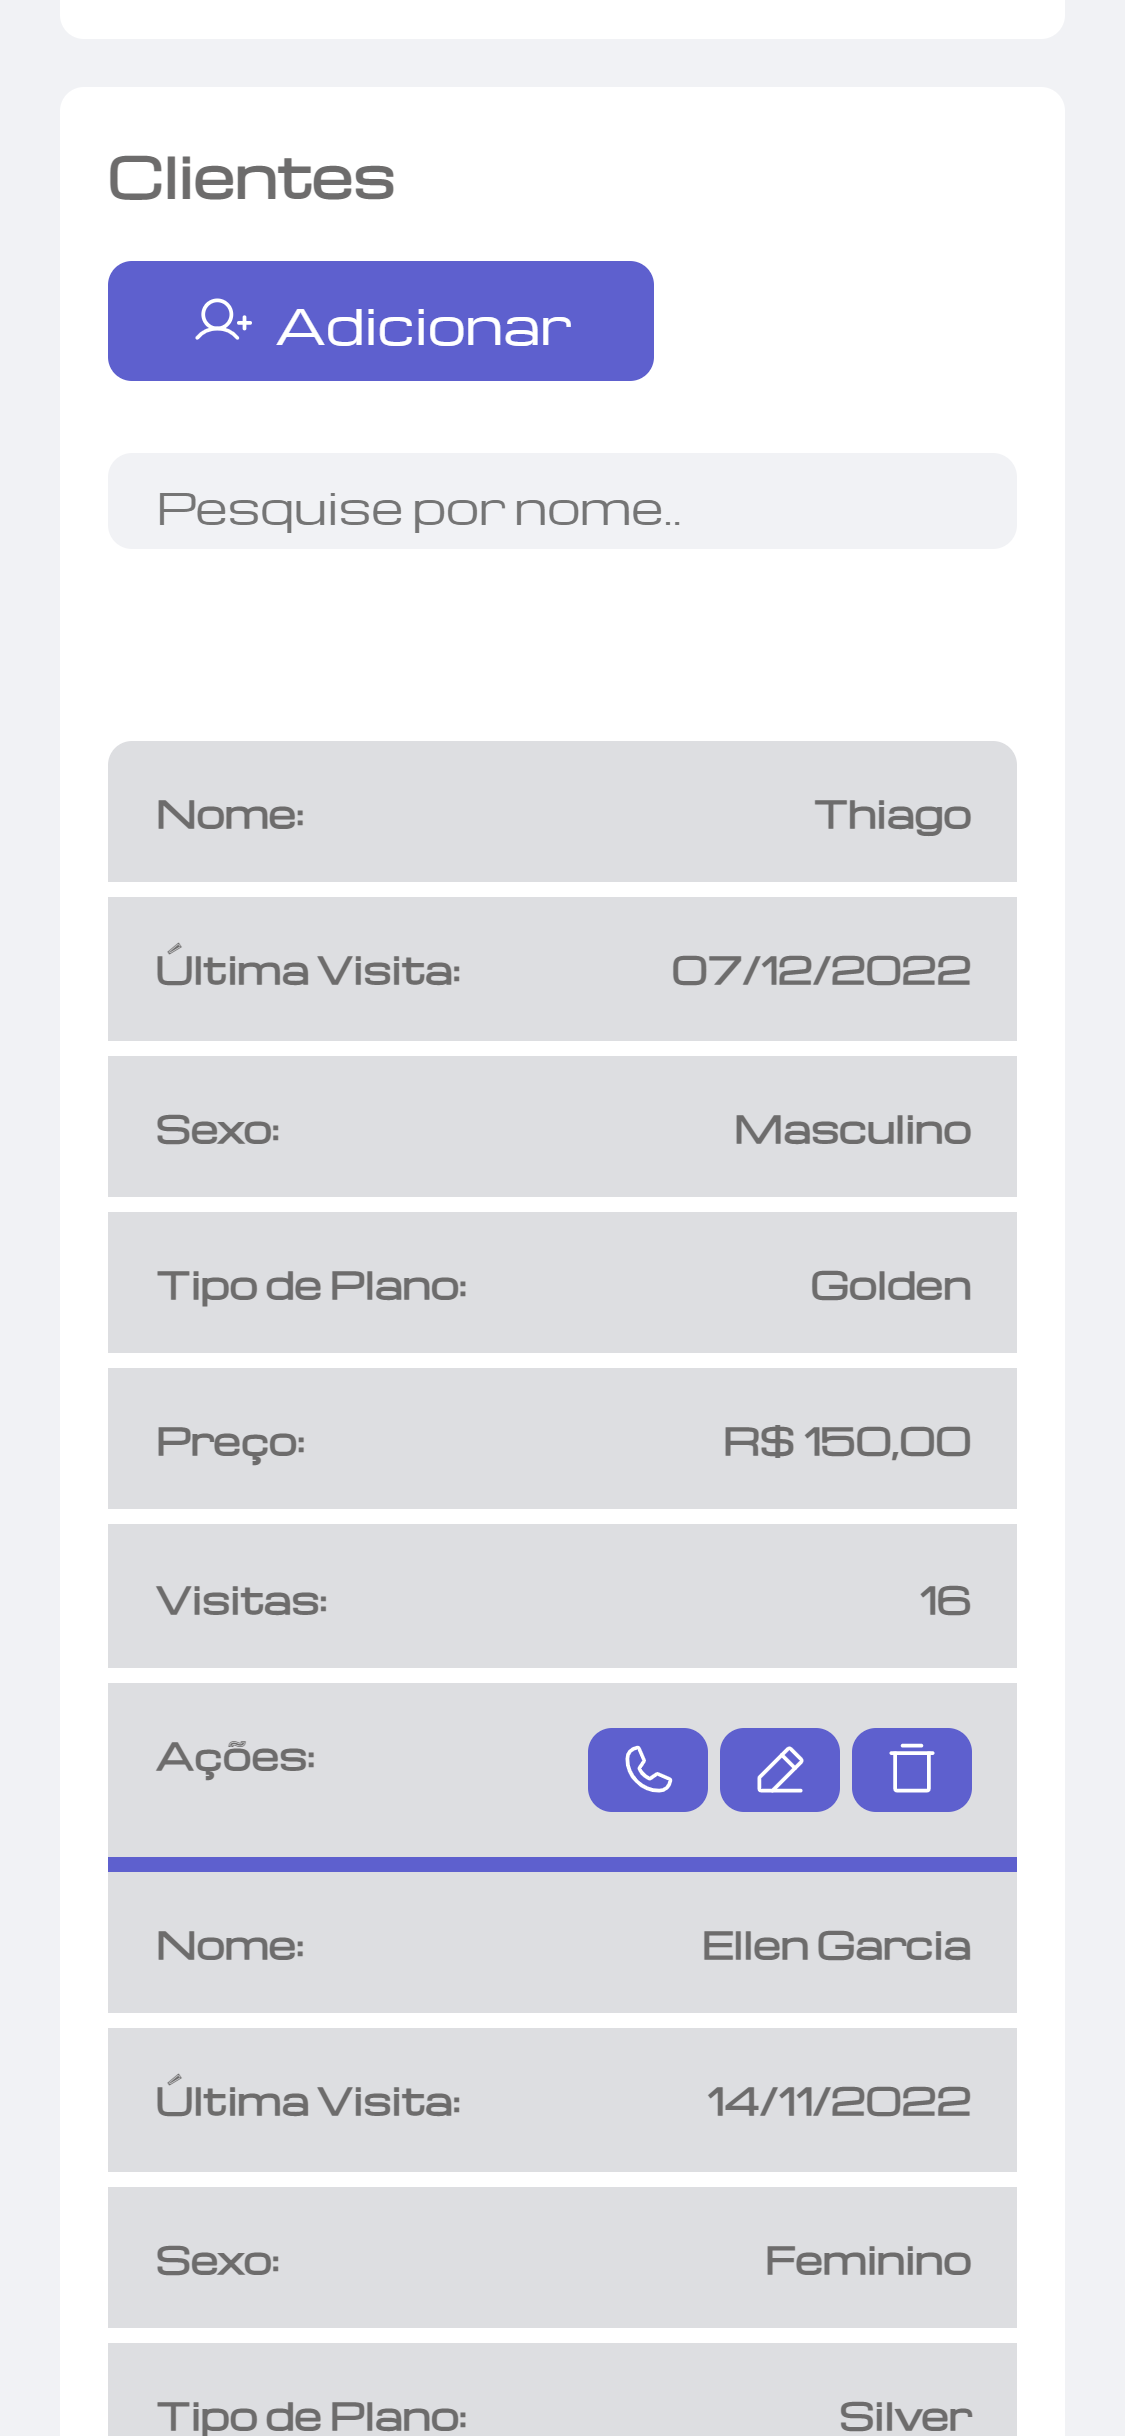 Clientes
Adicionar
Pesquise por nome..
Nome: Thiago
Última Visita: 07/12/2022
Sexo: Masculino
Tipo de Plano: Golden
Preço: R$ 150,00
Visitas: 16
Ações:
Nome: Ellen Garcia
Última Visita: 14/11/2022
Sexo: Feminino
Tipo de Plano: Silver